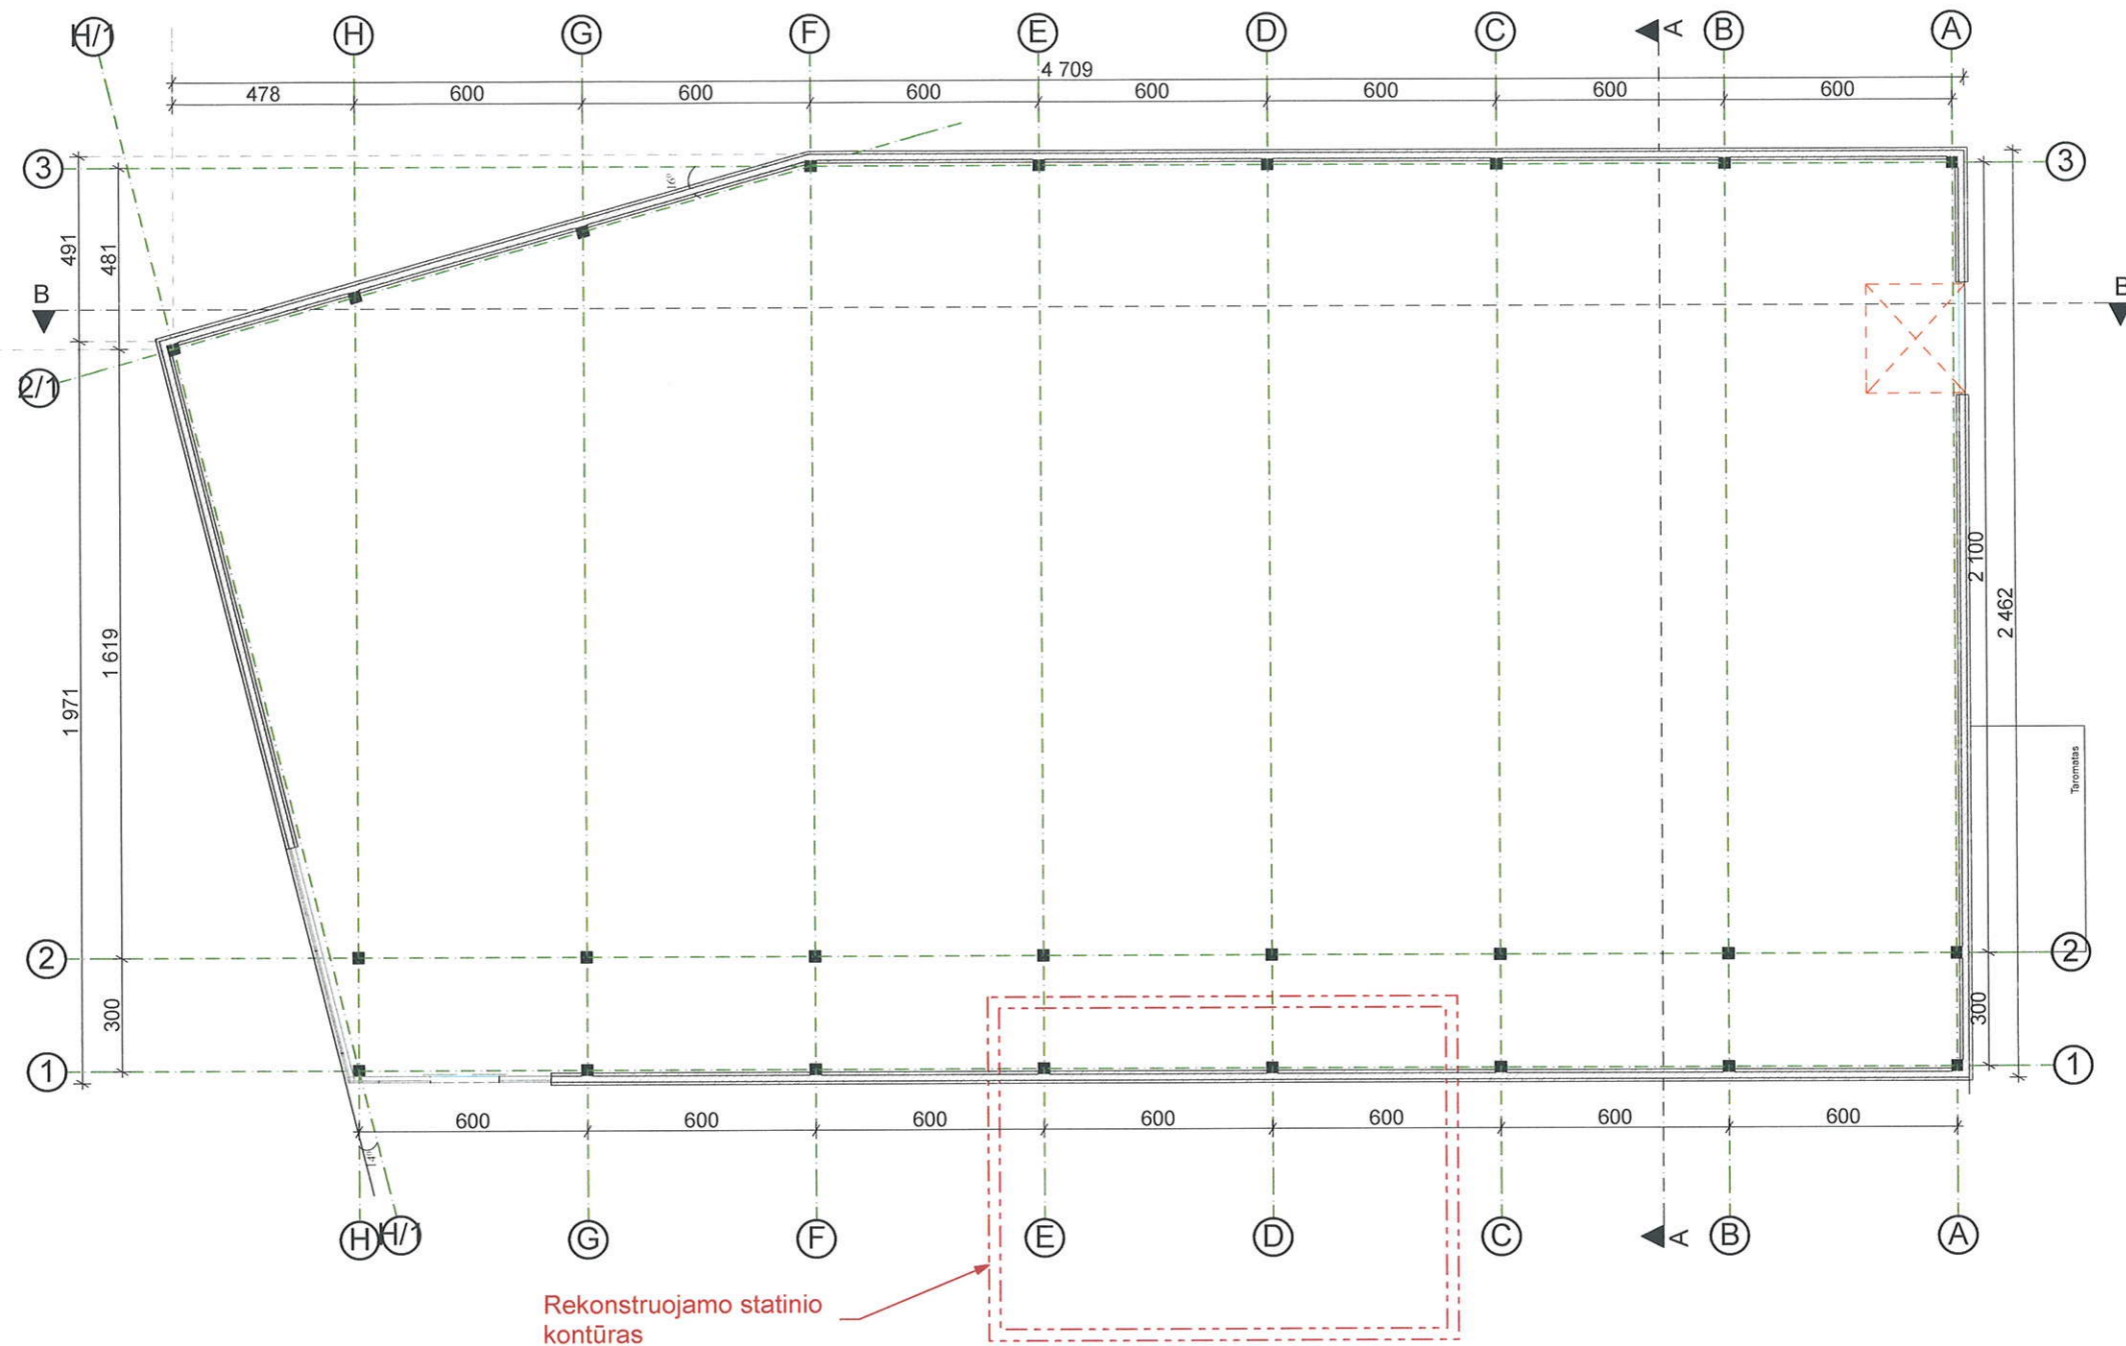 H/1 H G F E D C A B A
4 709
478 600 600 600 600 600 600 600
3 3
16°
491 481
B B
2/1
2 100
2 462
1 619
1 971
Taromatas
2 2
300 300
1 1
600 600 600 600 600 600 600
14°
H H/1 G F E D C A B A
Rekonstruojamo statinio
kontūras